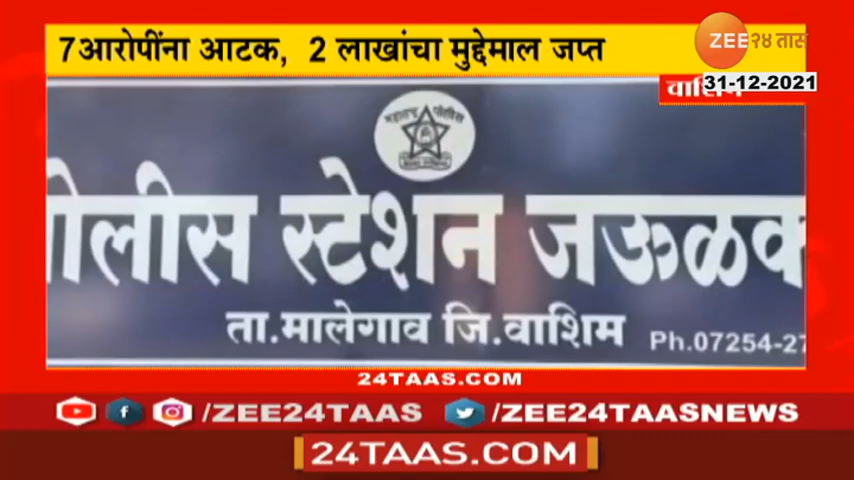 7आरोपींना आटक, 2 लाखांचा मुद्देमाल जप्त
ZEE २४ तास
31-12-2021
पोलीस स्टेशन जऊळक
ता.मालेगाव जि.वाशिम
Ph.07254-27
24TAAS.COM
/ZEE24TAAS /ZEE24TAASNEWS
24TAAS.COM